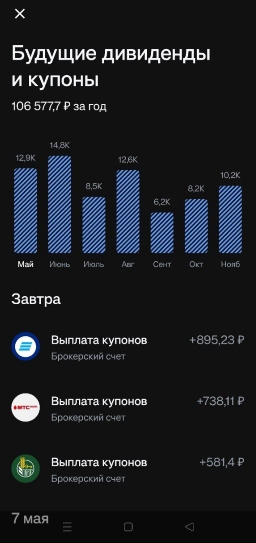 Будущие дивиденды
и купоны
106 577,7 ₽ за год
12,9K 14,8K 8,5K 12,6K 6,2K 8,2K 10,2K
Май Июнь Июль Авг Сент Окт Нояб
Завтра
Выплата купонов +895,23 ₽
Брокерский счет
МТС
Выплата купонов +738,11 ₽
Брокерский счет
Выплата купонов +581,4 ₽
Брокерский счет
7 мая